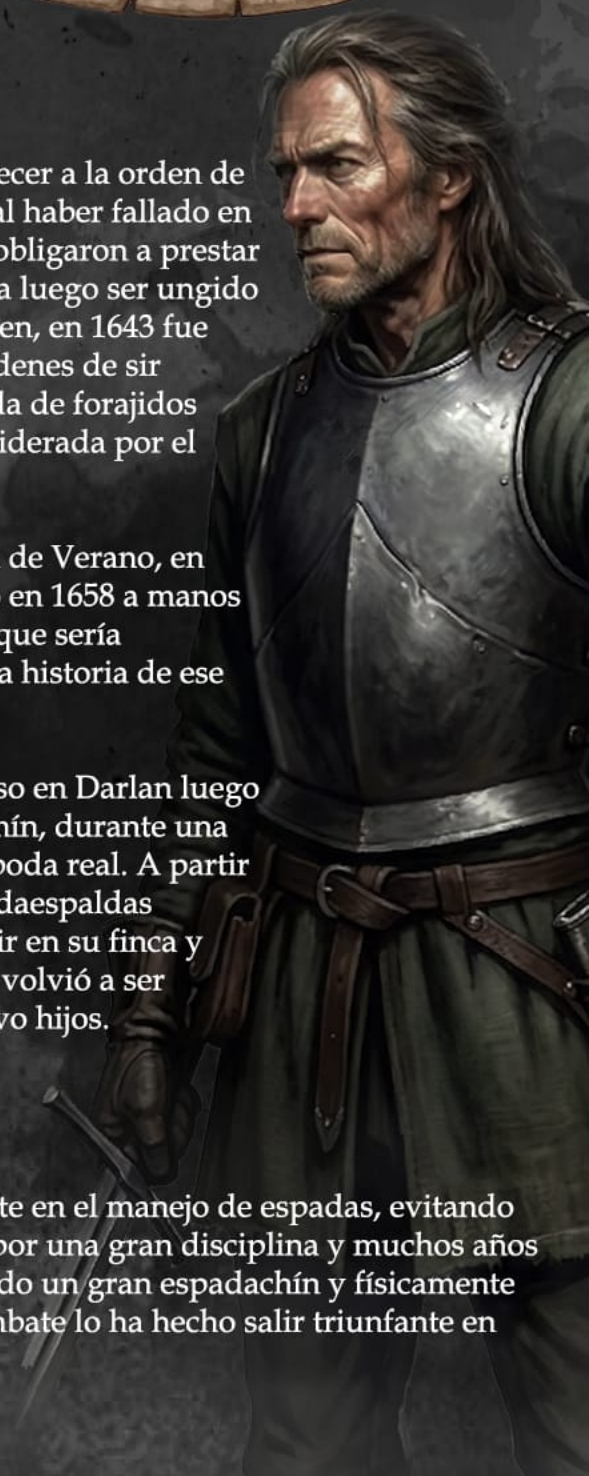 ecer a la orden de
al haber fallado en
obligaron a prestar
a luego ser ungido
en, en 1643 fue
denes de sir
da de forajidos
siderada por el
de Verano, en
en 1658 a manos
que sería
a historia de ese
so en Darlan luego
nín, durante una
boda real. A partir
daespaldas
ir en su finca y
volvió a ser
vo hijos.
te en el manejo de espadas, evitando
por una gran disciplina y muchos años
do un gran espadachín y físicamente
nbate lo ha hecho salir triunfante en